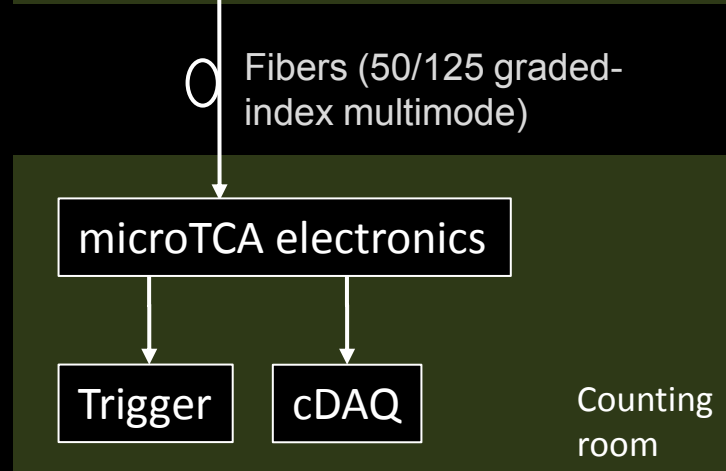 Fibers (50/125 graded-
index multimode)
microTCA electronics
Trigger
cDAQ
Counting
room